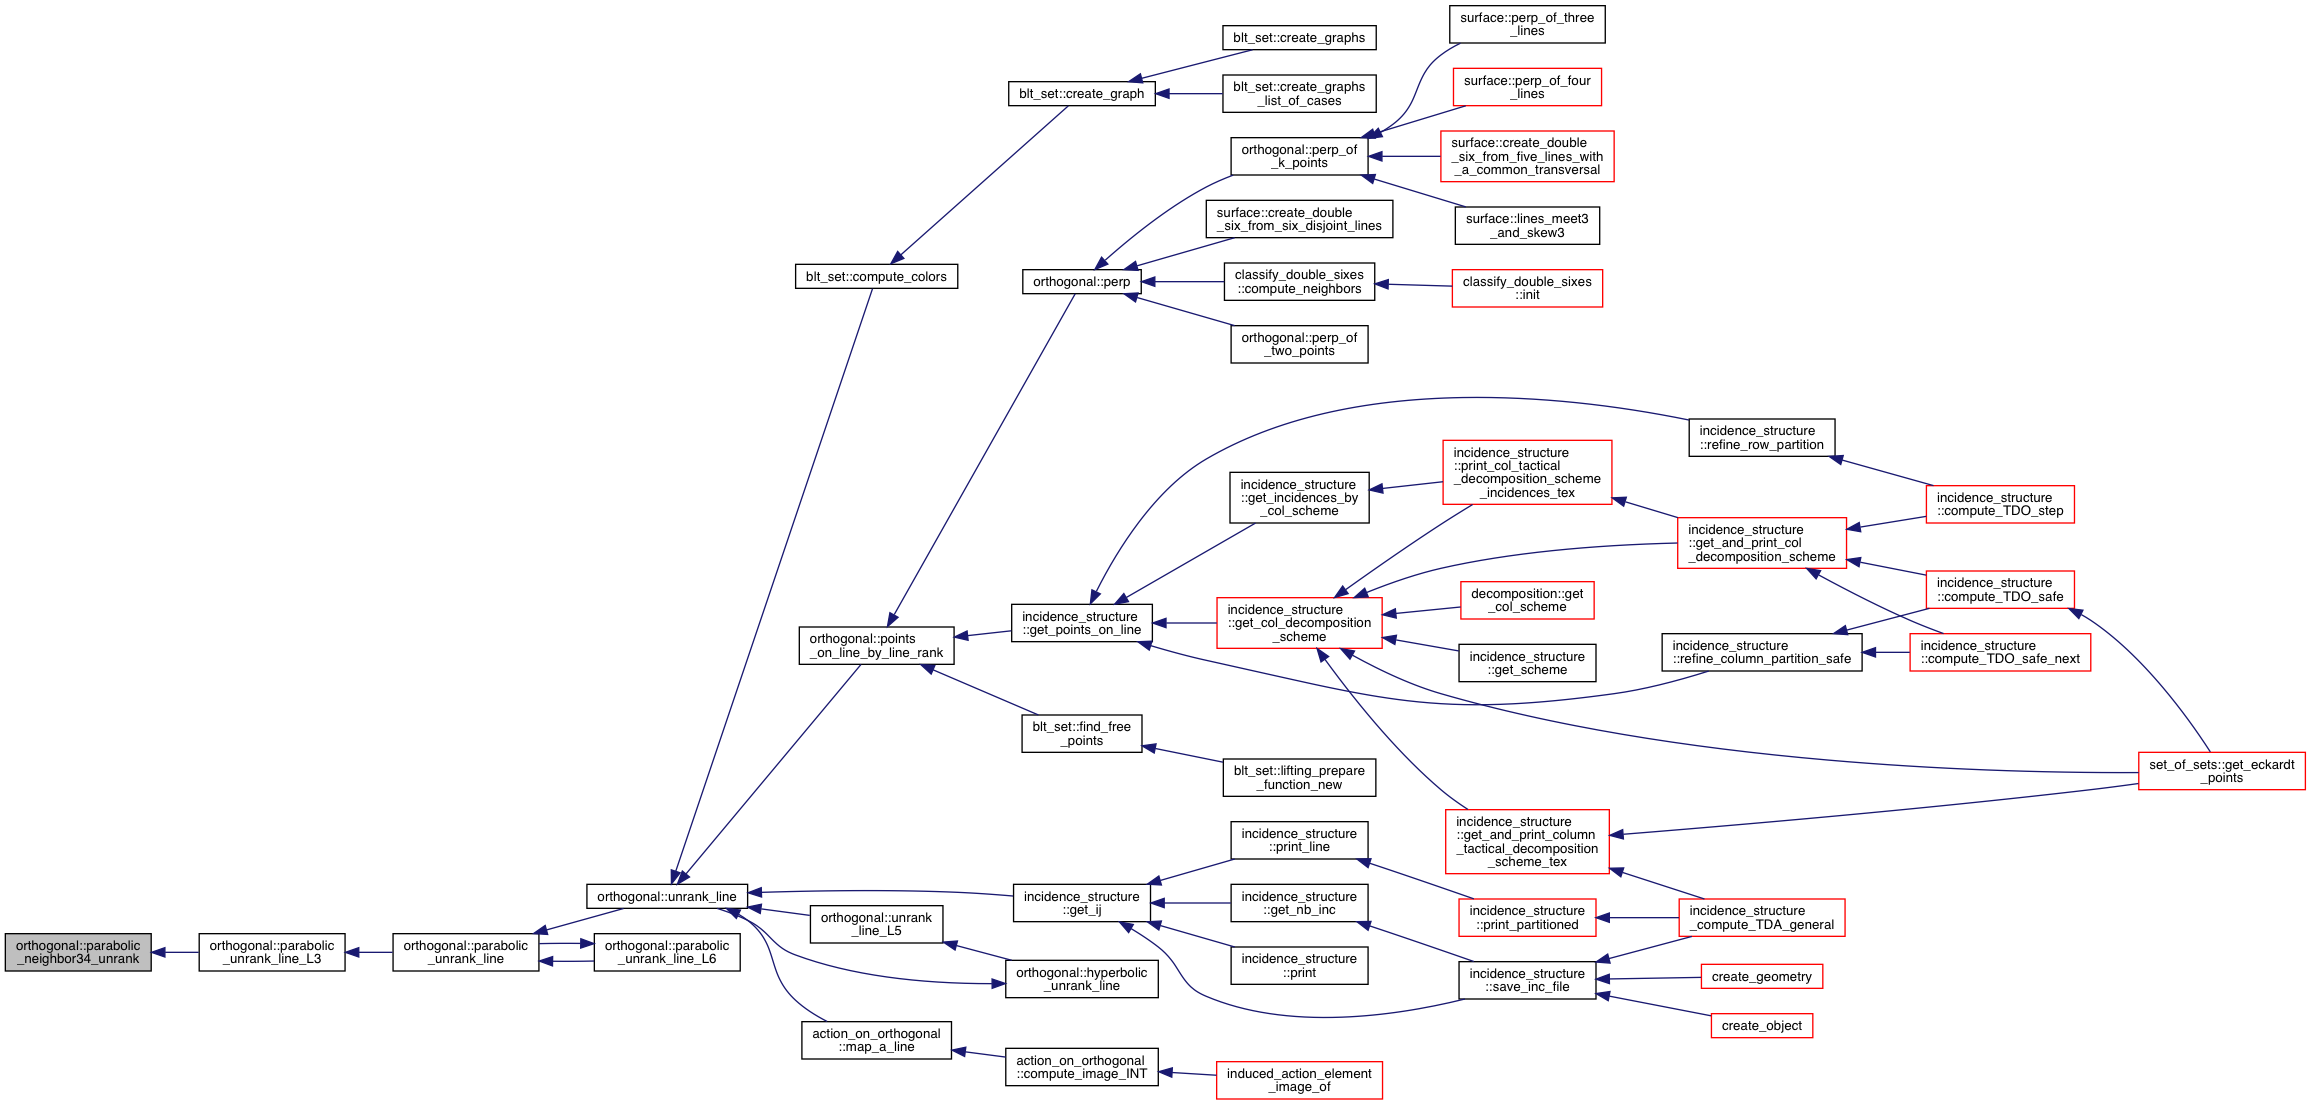 surface::perp_of_three
_lines
blt_set::create_graphs
surface::perp_of_four
_lines
blt_set::create_graph
blt_set::create_graphs
_list_of_cases
orthogonal::perp_of
_k_points
surface::create_double
_six_from_five_lines_with
_a_common_transversal
surface::create_double
_six_from_six_disjoint_lines
surface::lines_meet3
_and_skew3
blt_set::compute_colors
orthogonal::perp
classify_double_sixes
::compute_neighbors
classify_double_sixes
::init
orthogonal::perp_of
_two_points
incidence_structure
::refine_row_partition
incidence_structure
::get_incidences_by
_col_scheme
incidence_structure
::print_col_tactical
_decomposition_scheme
_incidences_tex
incidence_structure
::compute_TDO_step
incidence_structure
::get_and_print_col
_decomposition_scheme
decomposition::get
_col_scheme
incidence_structure
::compute_TDO_safe
orthogonal::points
_on_line_by_line_rank
incidence_structure
::get_points_on_line
incidence_structure
::get_col_decomposition
_scheme
incidence_structure
::get_scheme
incidence_structure
::refine_column_partition_safe
incidence_structure
::compute_TDO_safe_next
blt_set::find_free
_points
blt_set::lifting_prepare
_function_new
set_of_sets::get_eckardt
_points
incidence_structure
::print_line
incidence_structure
::get_and_print_column
_tactical_decomposition
_scheme_tex
orthogonal::unrank_line
incidence_structure
::get_ij
incidence_structure
::get_nb_inc
incidence_structure
::print_partitioned
incidence_structure
_compute_TDA_general
orthogonal::unrank
_line_L5
orthogonal::parabolic
_neighbor34_unrank
orthogonal::parabolic
_unrank_line_L3
orthogonal::parabolic
_unrank_line
orthogonal::parabolic
_unrank_line_L6
orthogonal::hyperbolic
_unrank_line
incidence_structure
::print
incidence_structure
::save_inc_file
create_geometry
create_object
action_on_orthogonal
::map_a_line
action_on_orthogonal
::compute_image_INT
induced_action_element
_image_of